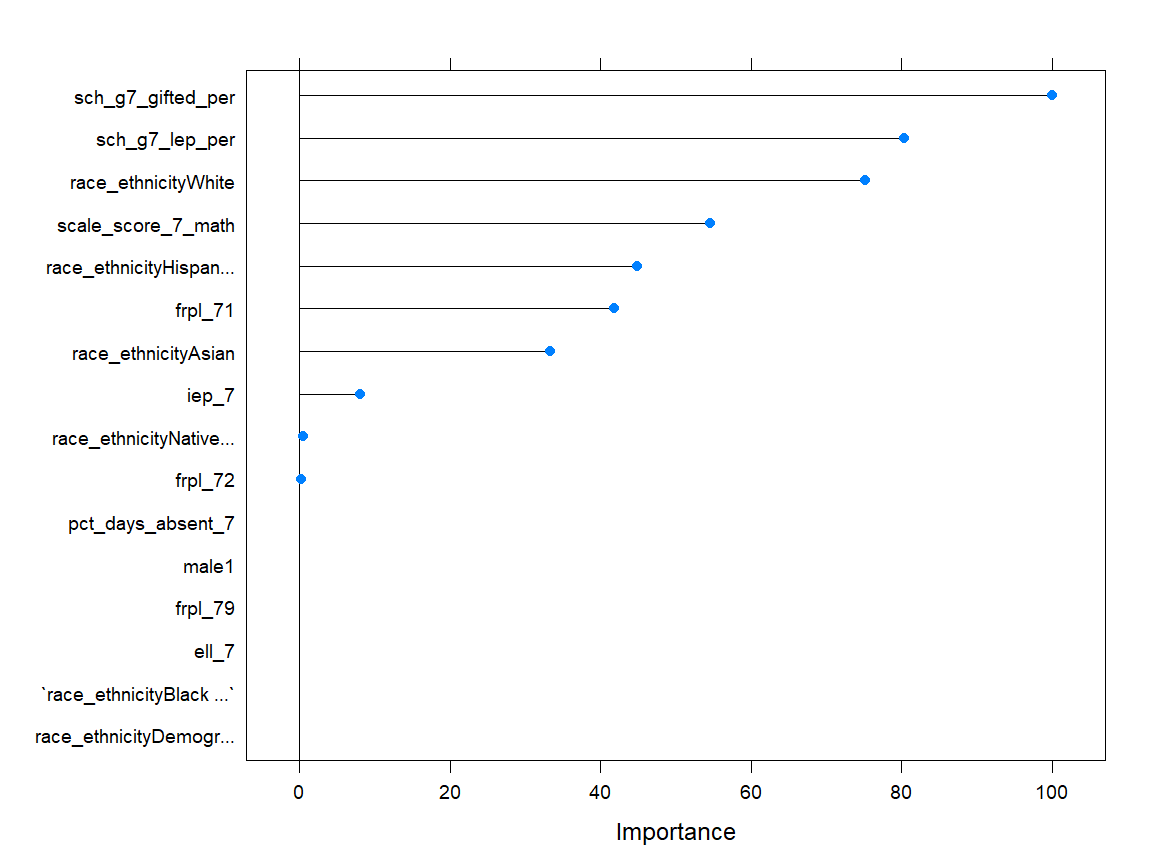 sch_g7_gifted_per
sch_g7_lep_per
race_ethnicityWhite
scale_score_7_math
race_ethnicityHispan...
frpl_71
race_ethnicityAsian
iep_7
race_ethnicityNative...
frpl_72
pct_days_absent_7
male1
frpl_79
ell_7
`race_ethnicityBlack ...`
race_ethnicityDemogr...
0 20 40 60 80 100
Importance